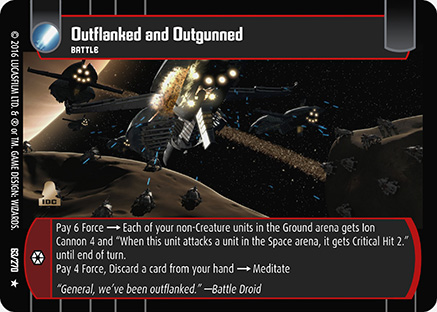 Outflanked and Outgunned
BATTLE
© 2016 LUCASFILM LTD. & ® or TM. GAME DESIGN: WIZARDS.
IDC
Pay 6 Force → Each of your non-Creature units in the Ground arena gets Ion
Cannon 4 and “When this unit attacks a unit in the Space arena, it gets Critical Hit 2.”
until end of turn.
Pay 4 Force, Discard a card from your hand → Meditate
“General, we’ve been outflanked.” —Battle Droid